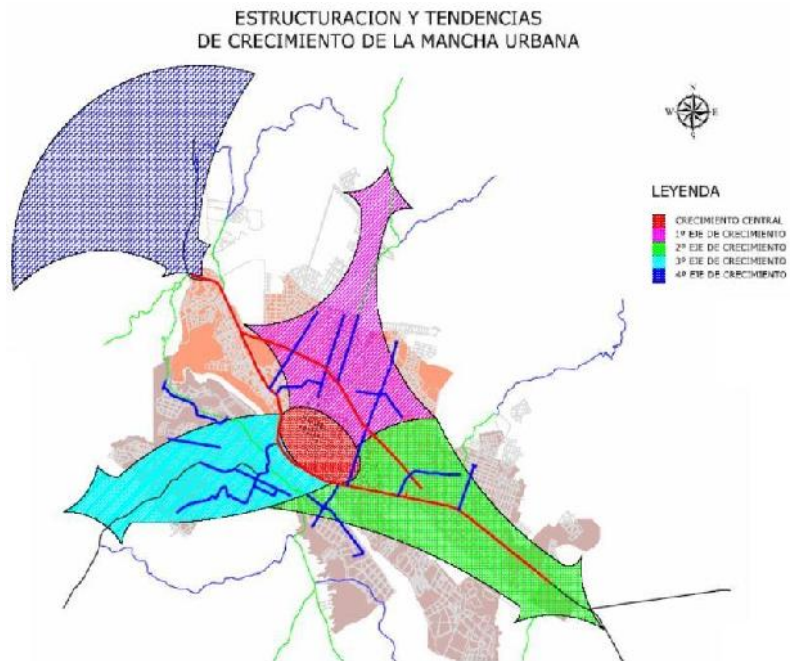 ESTRUCTURACION Y TENDENCIAS
DE CRECIMIENTO DE LA MANCHA URBANA
N
W
E
LEYENDA
CRECIMIENTO CENTRAL
1º EJE DE CRECIMIENTO
2º EJE DE CRECIMIENTO
3º EJE DE CRECIMIENTO
4º EJE DE CRECIMIENTO